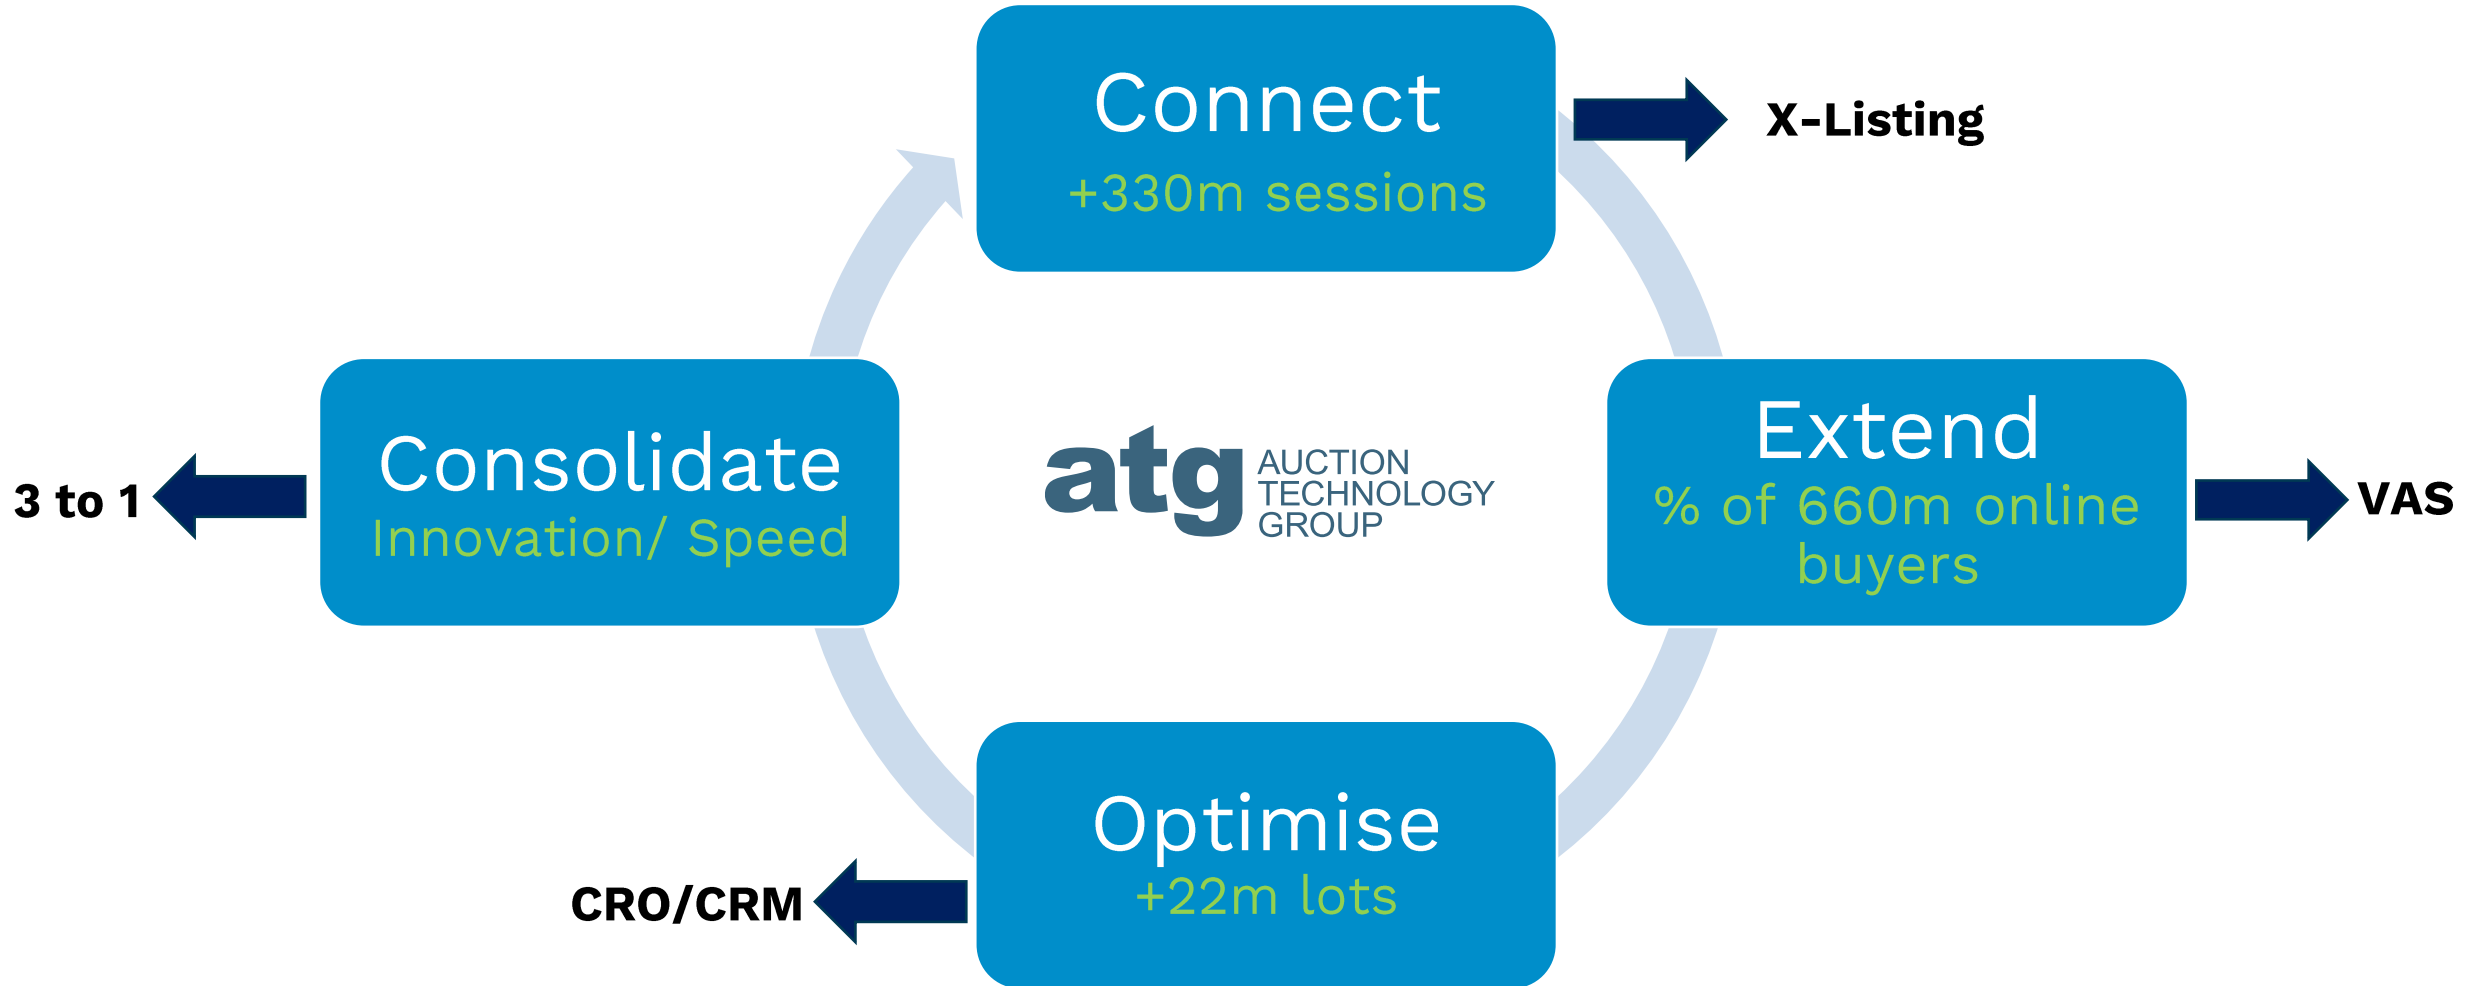 Connect
+330m sessions
X-Listing
Extend
% of 660m online
buyers
VAS
Consolidate
Innovation/ Speed
3 to 1
atg
AUCTION
TECHNOLOGY
GROUP
Optimise
+22m lots
CRO/CRM